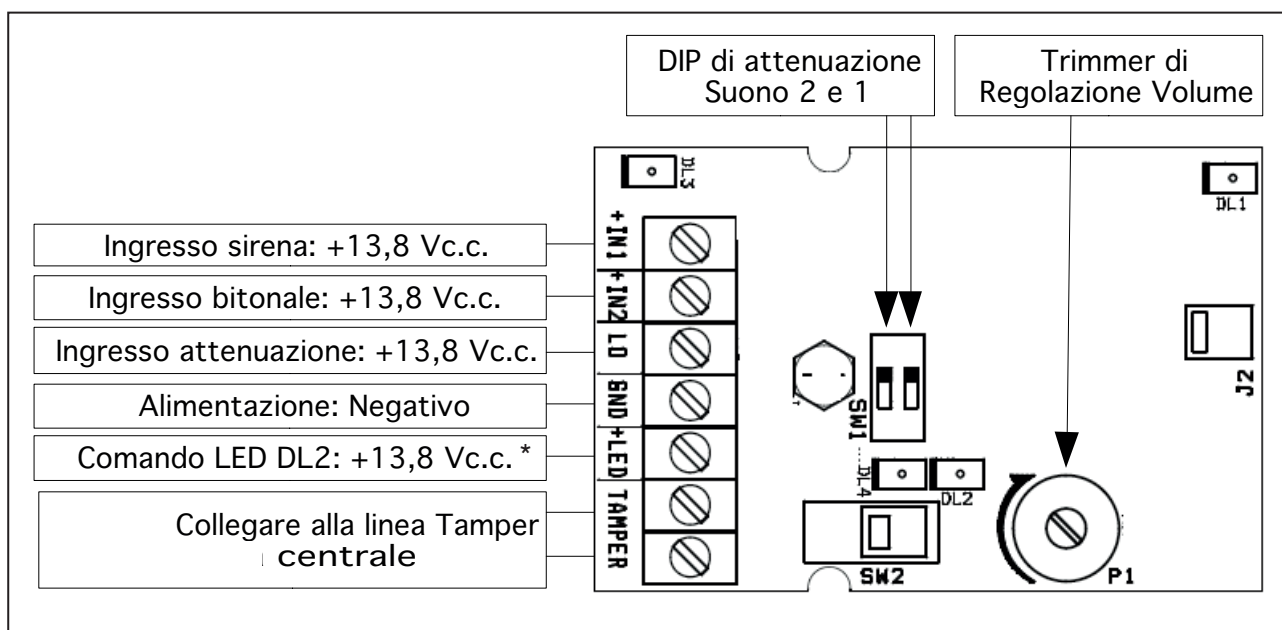 DIP di attenuazione
Suono 2 e 1
Trimmer di
Regolazione Volume
DL3
DL1
Ingresso sirena: +13,8 Vc.c.
+IN1
Ingresso bitonale: +13,8 Vc.c.
+IN2
Ingresso attenuazione: +13,8 Vc.c.
LO
Alimentazione: Negativo
GND
Comando LED DL2: +13,8 Vc.c. *
+LED
Collegare alla linea Tamper
centrale
TAMPER
SW1
J2
DL4
DL2
SW2
P1